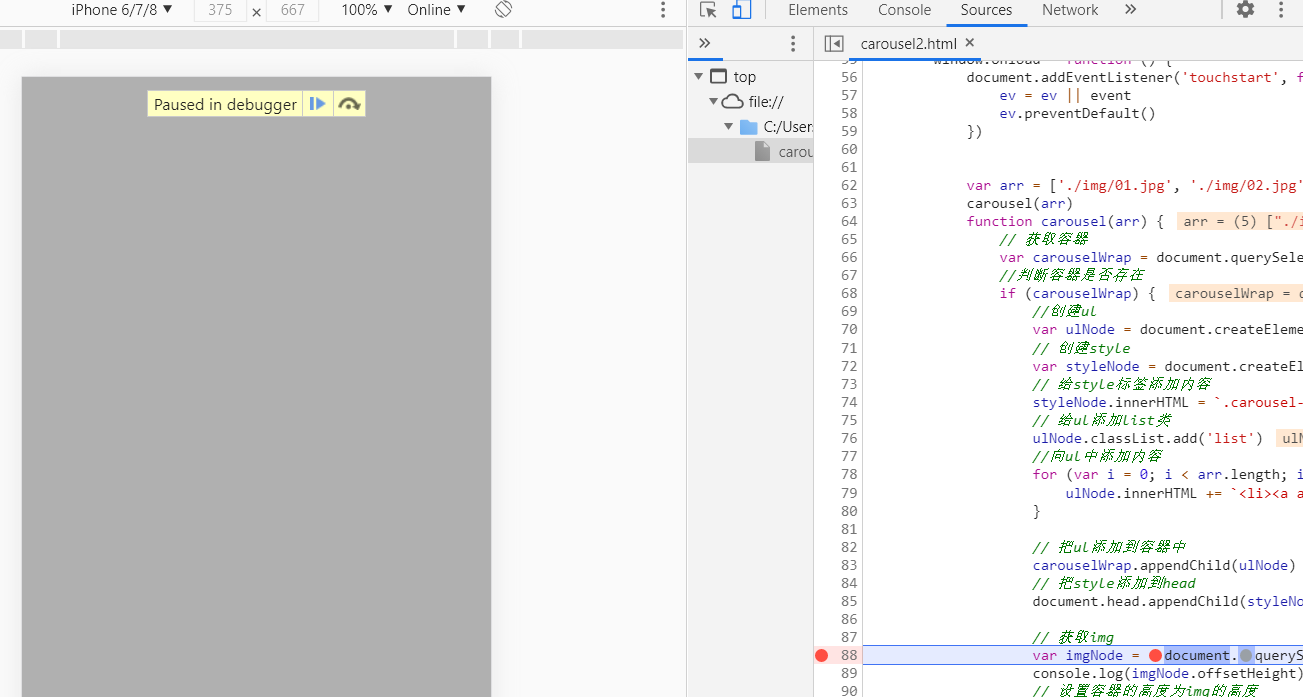 iPhone 6/7/8 ▼ 375 × 667 100% ▼ Online ▼
Elements Console Sources Network »
» carousel2.html ×
Paused in debugger
▼ top
▼ file://
▼ C:/User
carou
56 document.addEventListener('touchstart', f
57 ev = ev || event
58 ev.preventDefault()
59 })
60
61
62 var arr = ['./img/01.jpg', './img/02.jpg'
63 carousel(arr)
64 function carousel(arr) { arr = (5) ["./i
65 // 获取容器
66 var carouselWrap = document.querySele
67 //判断容器是否存在
68 if (carouselWrap) { carouselWrap = d
69 //创建ul
70 var ulNode = document.createEleme
71 // 创建style
72 var styleNode = document.createEl
73 // 给style标签添加内容
74 styleNode.innerHTML = `.carousel-
75 // 给ul添加list类
76 ulNode.classList.add('list') ulN
77 //向ul中添加内容
78 for (var i = 0; i < arr.length; i
79 ulNode.innerHTML += `<li><a a
80 }
81
82 // 把ul添加到容器中
83 carouselWrap.appendChild(ulNode)
84 // 把style添加到head
85 document.head.appendChild(styleNo
86
87 // 获取img
88 var imgNode = document.queryS
89 console.log(imgNode.offsetHeight)
90 // 设置容器的高度为img的高度